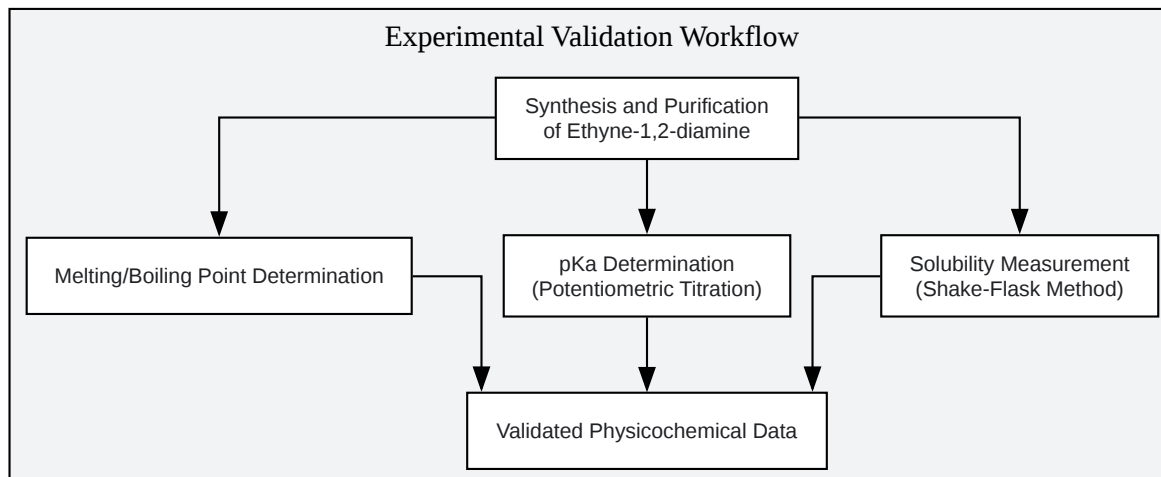 Experimental Validation Workflow
Synthesis and Purification
of Ethyne-1,2-diamine
Melting/Boiling Point Determination
pKa Determination
(Potentiometric Titration)
Solubility Measurement
(Shake-Flask Method)
Validated Physicochemical Data